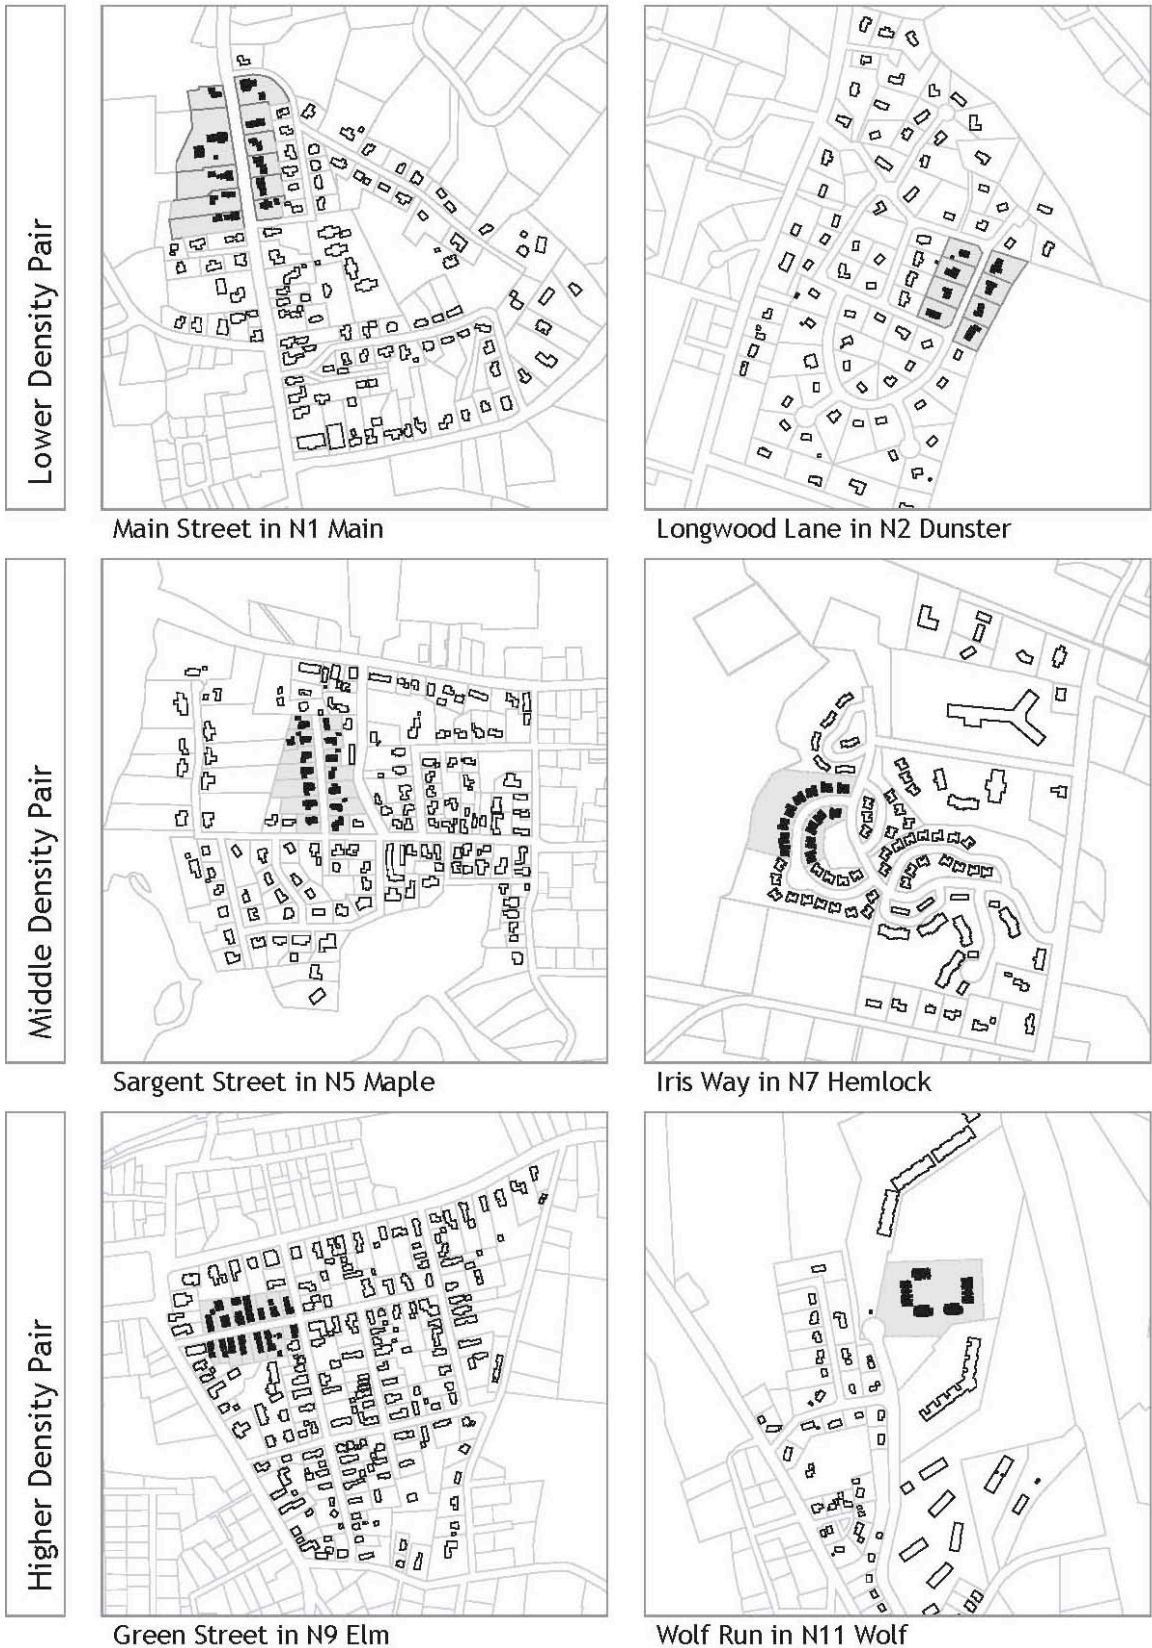 Lower Density Pair
Main Street in N1 Main
Longwood Lane in N2 Dunster
Middle Density Pair
Sargent Street in N5 Maple
Iris Way in N7 Hemlock
Higher Density Pair
Green Street in N9 Elm
Wolf Run in N11 Wolf